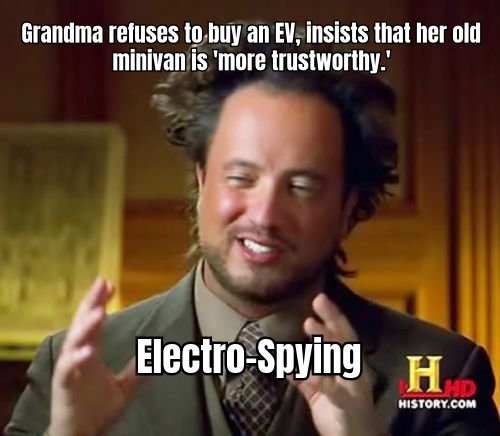 Grandma refuses to buy an EV, insists that her old
minivan is 'more trustworthy.'
Electro-Spying
H HD
HISTORY.COM